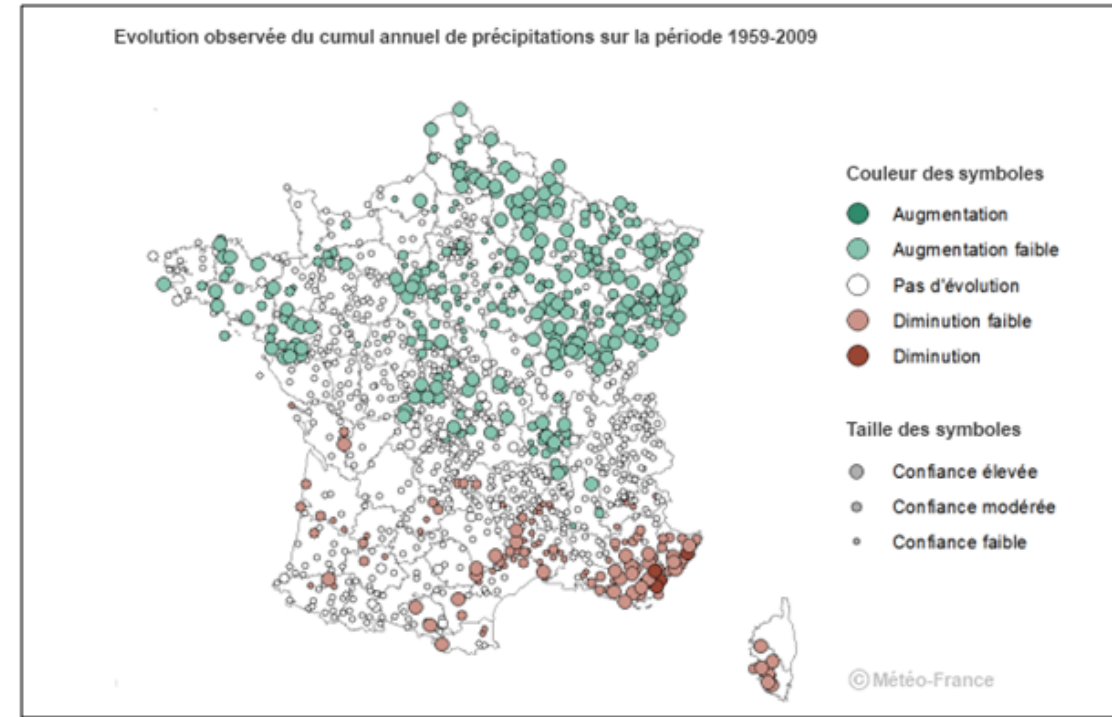 Evolution observée du cumul annuel de précipitations sur la période 1959-2009
Couleur des symboles
Augmentation
Augmentation faible
Pas d'évolution
Diminution faible
Diminution
Taille des symboles
Confiance élevée
Confiance modérée
Confiance faible
© Météo-France